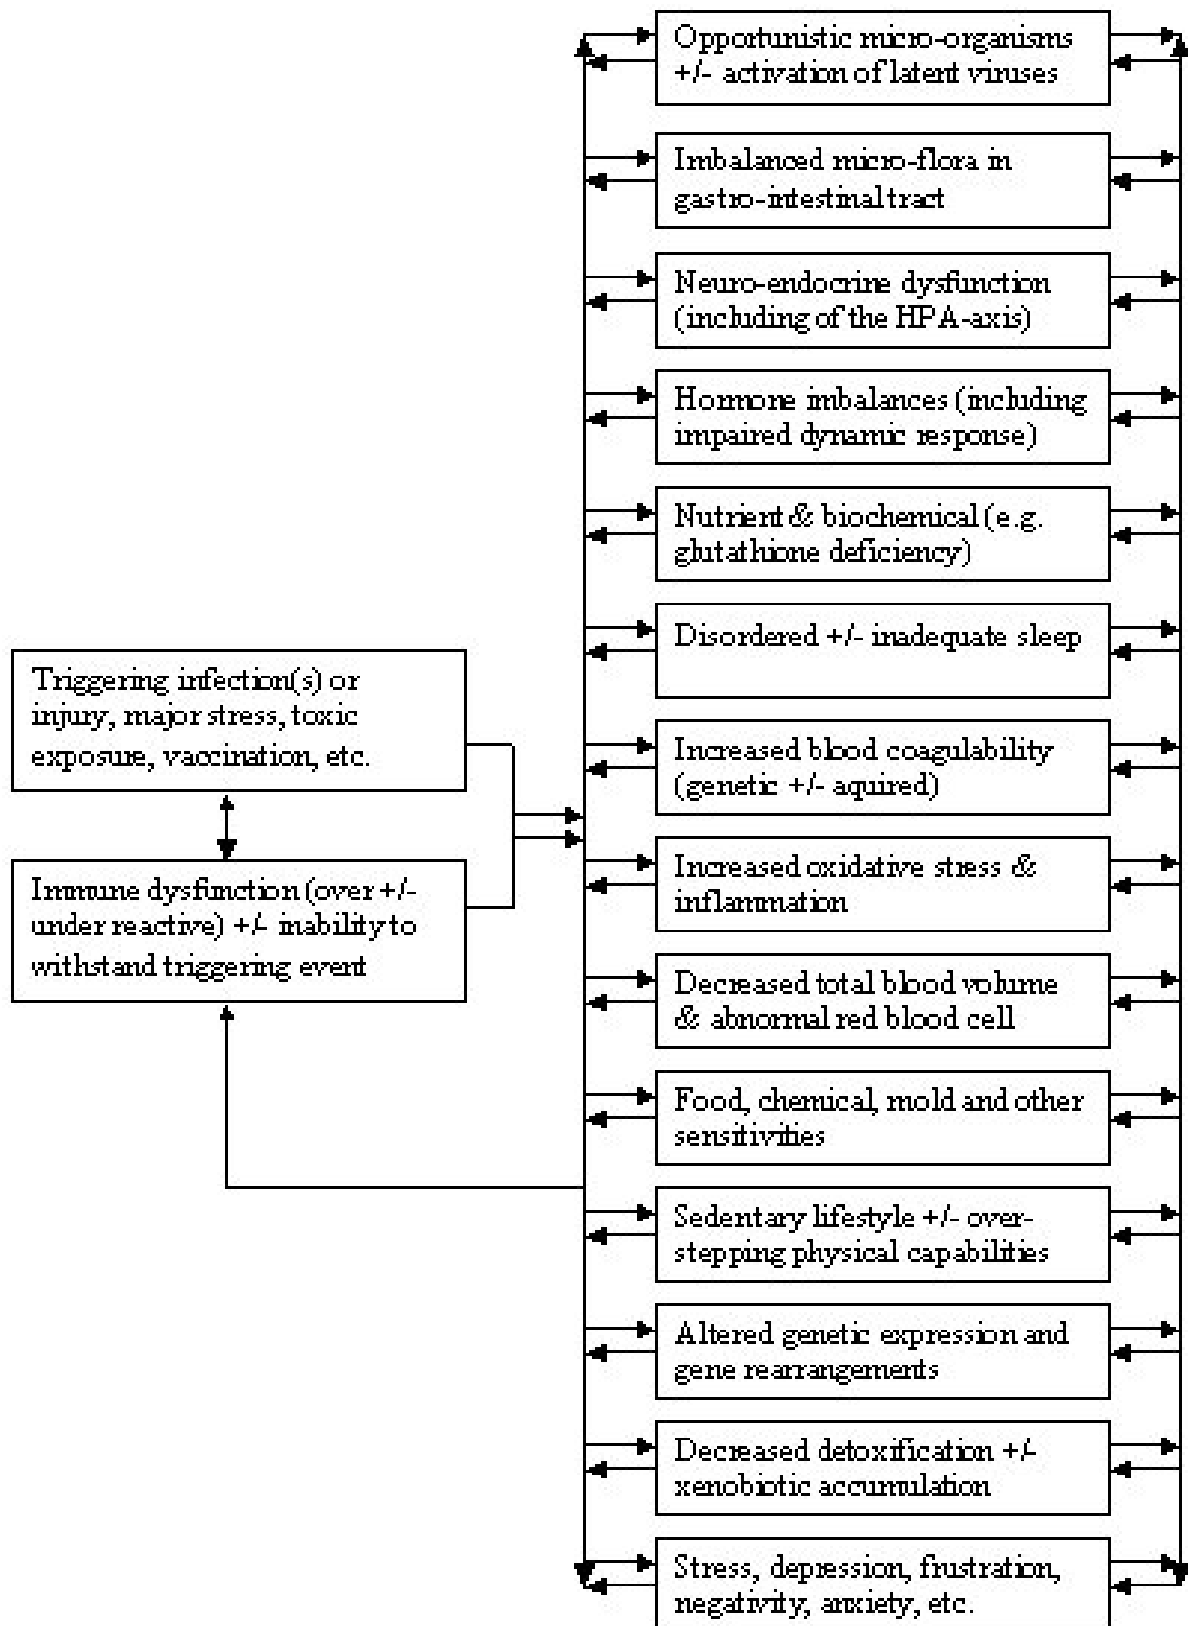 Opportunistic micro-organisms
+/- activation of latent viruses
Imbalanced micro-flora in
gastro-intestinal tract
Neuro-endocrine dysfunction
(including of the HPA-axis)
Hormone imbalances (including
impaired dynamic response)
Nutrient & biochemical (e.g.
glutathione deficiency)
Disordered +/- inadequate sleep
Triggering infection(s) or
injury, major stress, toxic
exposure, vaccination, etc.
Increased blood coagulability
(genetic +/- aquired)
Immune dysfunction (over +/-
under reactive) +/- inability to
withstand triggering event
Increased oxidative stress &
inflammation
Decreased total blood volume
& abnormal red blood cell
Food, chemical, mold and other
sensitivities
Sedentary lifestyle +/- over-
stepping physical capabilities
Altered genetic expression and
gene rearrangements
Decreased detoxification +/-
xenobiotic accumulation
Stress, depression, frustration,
negativity, anxiety, etc.